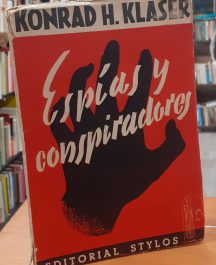 KONRAD H. KLASER
Espías y
conspiradores
EDITORIAL STYLOS